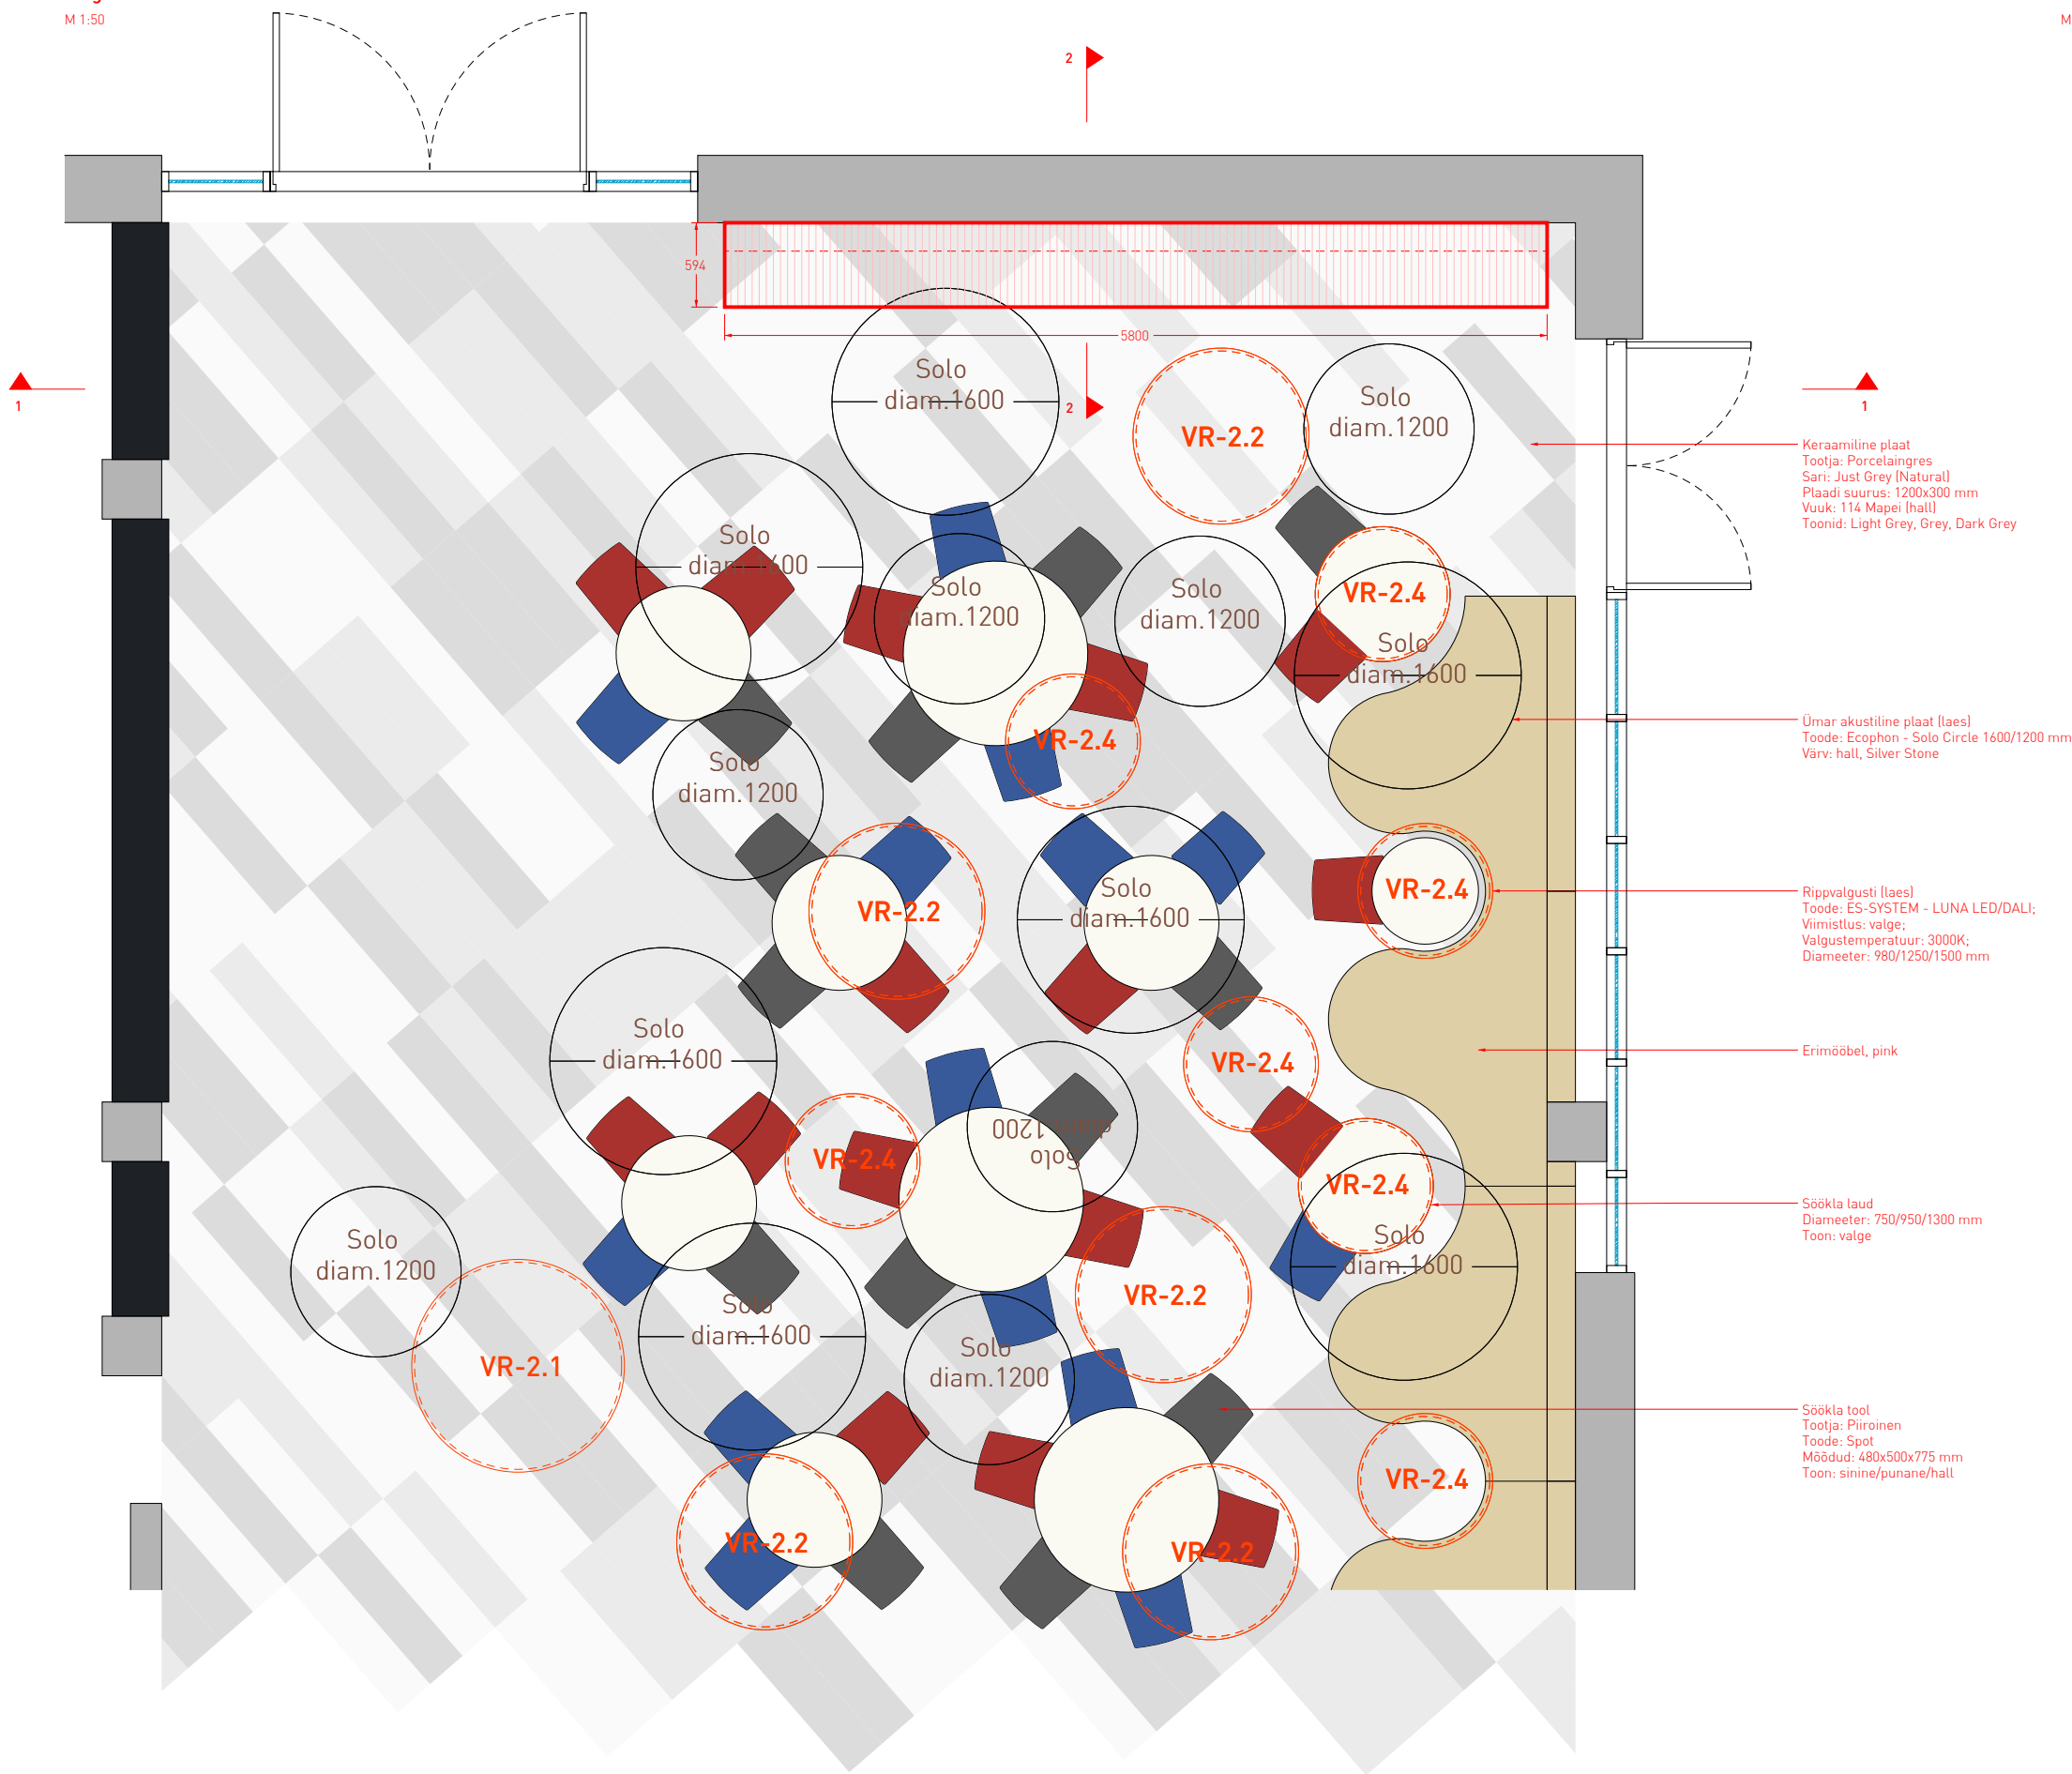 M 1:50
M
2
594
5800
2
1
1
Solo
diam.1600
VR-2.2
Solo
diam.1200
Keraamiline plaat
Tootja: Porcelaingres
Sari: Just Grey (Natural)
Plaadi suurus: 1200x300 mm
Vuuk: 114 Mapei (hall)
Toonid: Light Grey, Grey, Dark Grey
Solo
diam.1600
Solo
diam.1200
Solo
diam.1200
VR-2.4
Solo
diam.1600
VR-2.4
Ümar akustiline plaat (laes)
Toode: Ecophon - Solo Circle 1600/1200 mm
Värv: hall, Silver Stone
Solo
diam.1200
VR-2.2
Solo
diam.1600
VR-2.4
Rippvalgusti (laes)
Toode: ES-SYSTEM - LUNA LED/DALI;
Viimistlus: valge;
Valgustemperatuur: 3000K;
Diameeter: 980/1250/1500 mm
Solo
diam.1600
VR-2.4
Erimööbel, pink
Solo
diam.1200
VR-2.4
VR-2.4
Söökla laud
Diameeter: 750/950/1300 mm
Toon: valge
Solo
diam.1200
Solo
diam.1600
VR-2.2
VR-2.1
Solo
diam.1600
Solo
diam.1200
Söökla tool
Tootja: Piiroinen
Toode: Spot
Mõõdud: 480x500x775 mm
Toon: sinine/punane/hall
VR-2.4
VR-2.2
VR-2.2